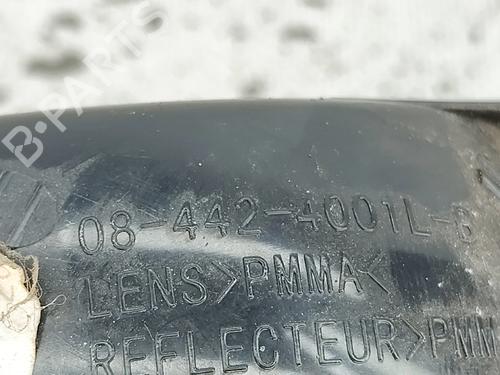 B-PARTS
08-442-4001L-B
LENS>PMMA<
REFLECTEUR>PMM